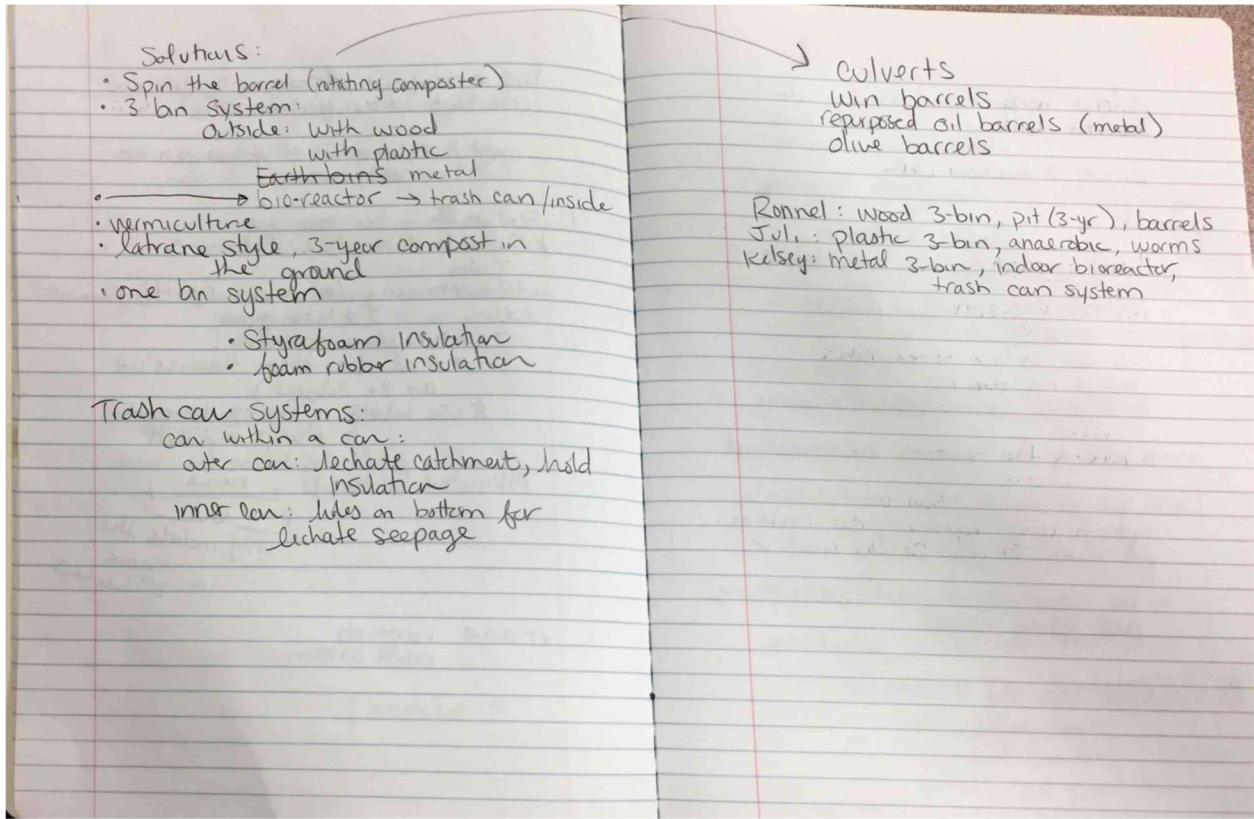 Solutions:
• Spin the barrel (rotating composter)
• 3 bin system:
outside: with wood
with plastic
Earth bins metal
• → bio-reactor → trash can/inside
• vermiculture
• latrane style, 3-year compost in
the ground
• one bin system
• Styrafoam insulation
• foam rubber insulation
Trash can systems:
can within a can:
outer can: lechate catchment, hold
insulation
inner can: holes on bottom for
lechate seepage
culverts
win barrels
repurposed oil barrels (metal)
olive barrels
Ronnel: wood 3-bin, pit (3-yr), barrels
Juli: plastic 3-bin, anaerobic, worms
Kelsey: metal 3-bin, indoor bioreactor,
trash can system